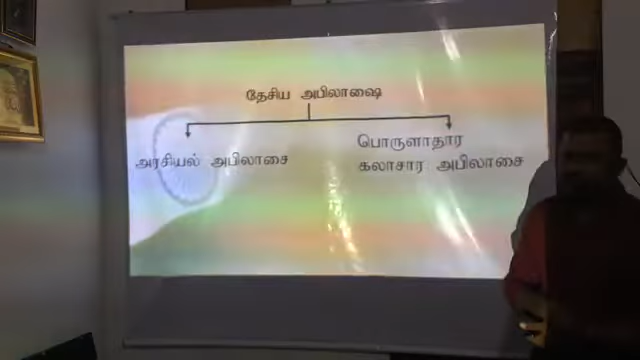 தேசிய அபிலாஷை
அரசியல் அபிலாசை
பொருளாதார
கலாசார அபிலாசை